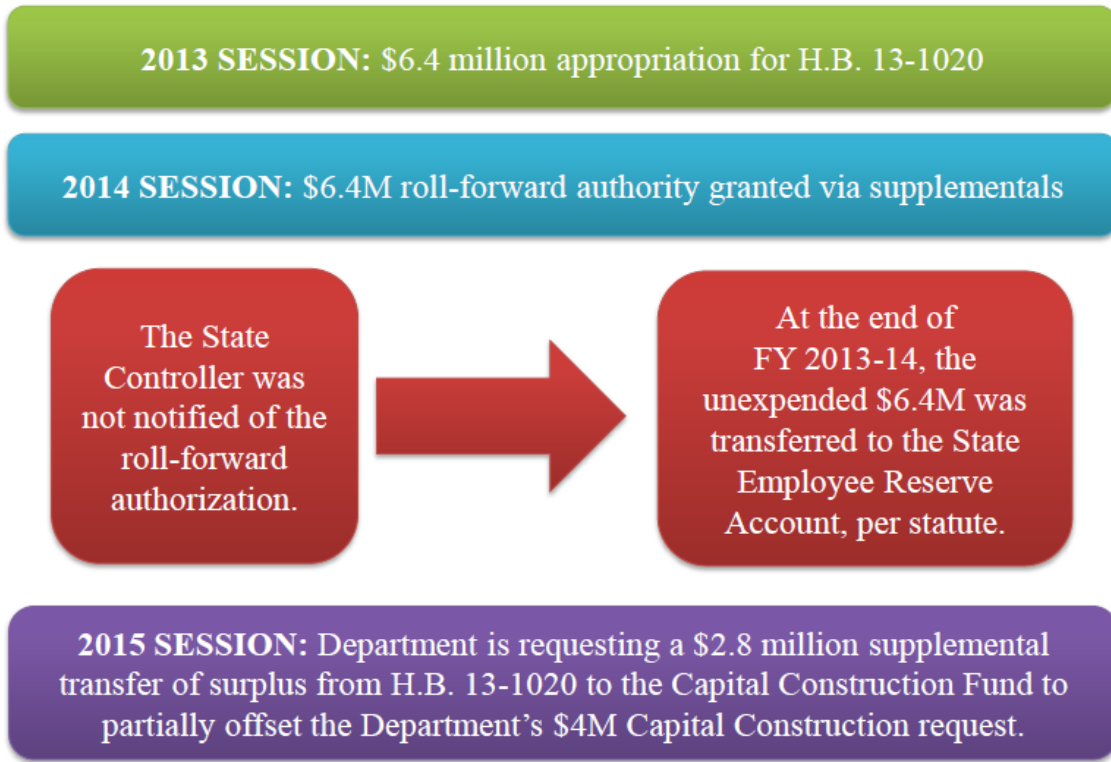 2013 SESSION: $6.4 million appropriation for H.B. 13-1020
2014 SESSION: $6.4M roll-forward authority granted via supplementals
The State
Controller was
not notified of the
roll-forward
authorization.
At the end of
FY 2013-14, the
unexpended $6.4M was
transferred to the State
Employee Reserve
Account, per statute.
2015 SESSION: Department is requesting a $2.8 million supplemental
transfer of surplus from H.B. 13-1020 to the Capital Construction Fund to
partially offset the Department’s $4M Capital Construction request.